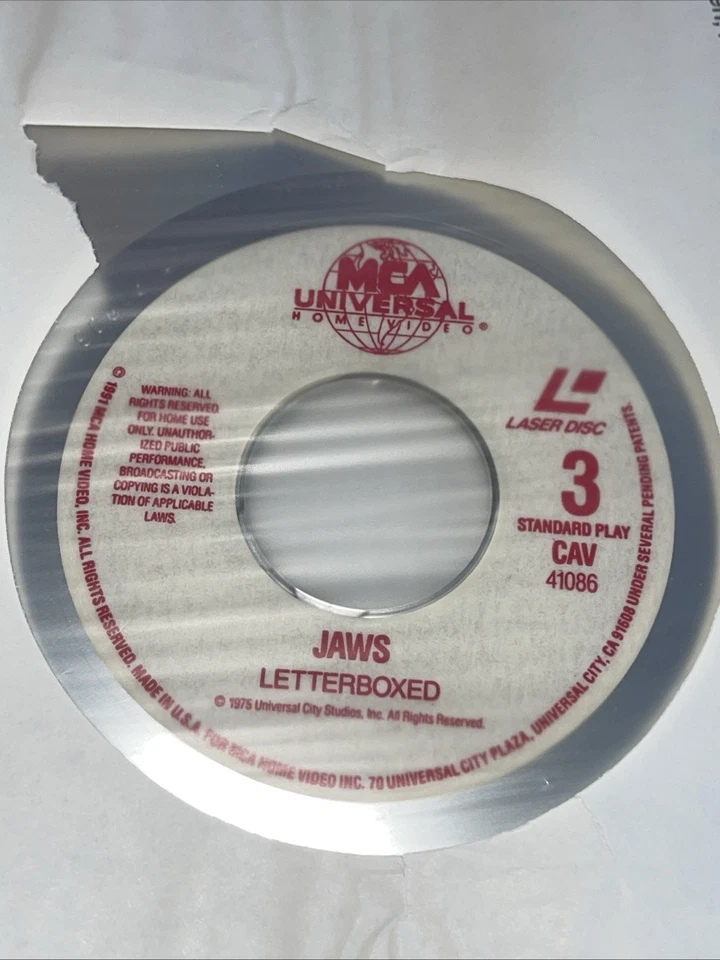 MCA
UNIVERSAL
HOME VIDEO®
WARNING: ALL
RIGHTS RESERVED
FOR HOME USE
ONLY. UNAUTHOR-
IZED PUBLIC
PERFORMANCE,
BROADCASTING OR
COPYING IS A VIOLA-
TION OF APPLICABLE
LAWS.
LASER DISC
3
STANDARD PLAY
CAV
41086
JAWS
LETTERBOXED
© 1975 Universal City Studios, Inc. All Rights Reserved.
© 1991 MCA HOME VIDEO, INC. ALL RIGHTS RESERVED. MADE IN U.S.A. FOR MCA HOME VIDEO INC. 70 UNIVERSAL CITY PLAZA, UNIVERSAL CITY, CA 91608 UNDER SEVERAL PENDING PATENTS.